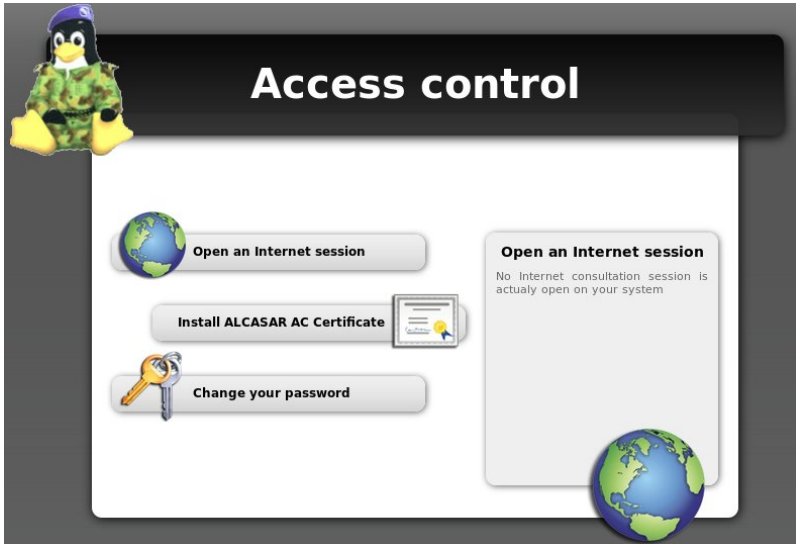 Access control
Open an Internet session
Install ALCASAR AC Certificate
Change your password
Open an Internet session
No Internet consultation session is
actualy open on your system